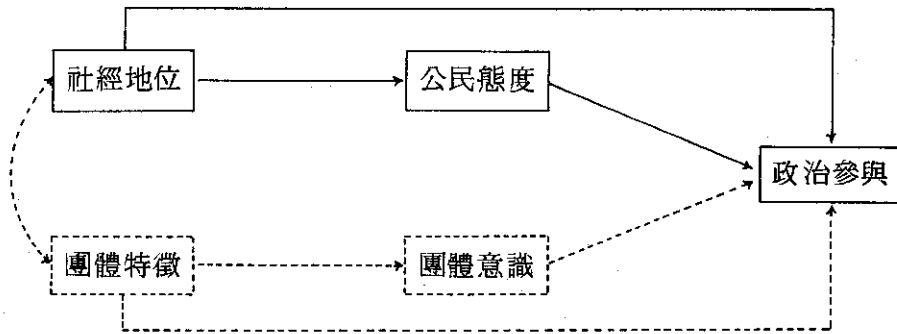 社經地位
公民態度
政治參與
團體特徵
團體意識